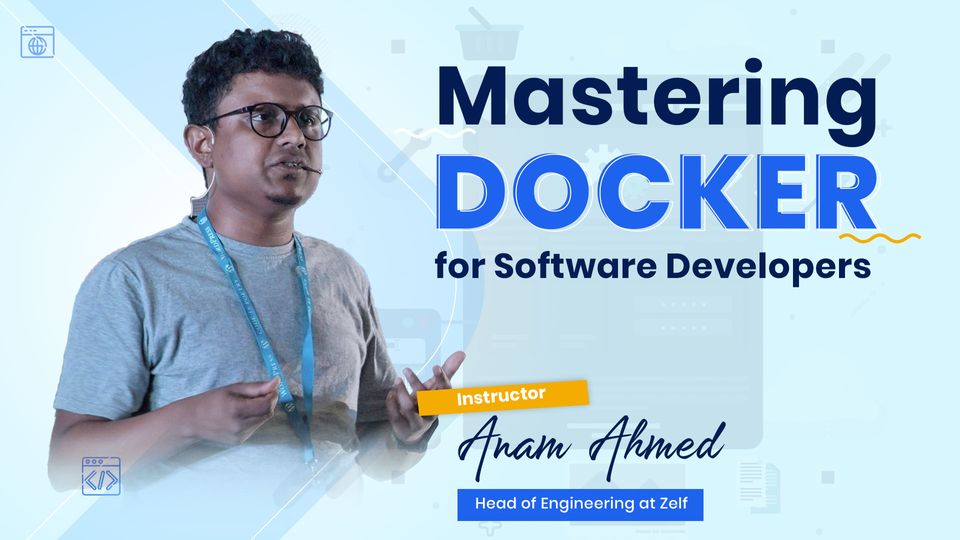 Mastering
DOCKER
for Software Developers
Instructor
Anam Ahmed
Head of Engineering at Zelf